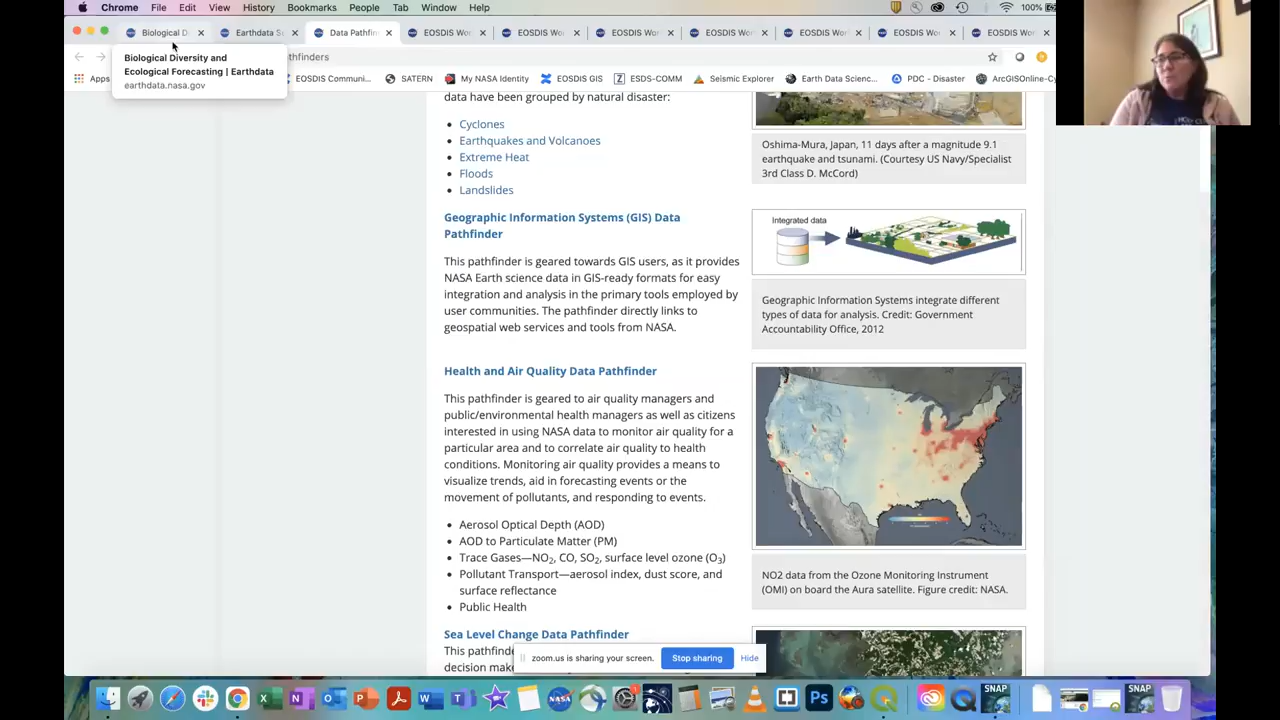 Chrome File Edit View History Bookmarks People Tab Window Help 100%
Biological D Earthdata S Data Pathfin EOSDIS Wor EOSDIS Wor EOSDIS Wor EOSDIS Wor EOSDIS Wor EOSDIS Wor EOSDIS Wor
Biological Diversity and
Ecological Forecasting | Earthdata
earthdata.nasa.gov
hfinders
Apps EOSDIS Communi... SATERN My NASA Identity EOSDIS GIS ESDS-COMM Seismic Explorer Earth Data Scienc... PDC - Disaster ArcGISOnline-Cy
data have been grouped by natural disaster:
• Cyclones
• Earthquakes and Volcanoes
• Extreme Heat
• Floods
• Landslides
Oshima-Mura, Japan, 11 days after a magnitude 9.1
earthquake and tsunami. (Courtesy US Navy/Specialist
3rd Class D. McCord)
Geographic Information Systems (GIS) Data
Pathfinder
This pathfinder is geared towards GIS users, as it provides
NASA Earth science data in GIS-ready formats for easy
integration and analysis in the primary tools employed by
user communities. The pathfinder directly links to
geospatial web services and tools from NASA.
Integrated data
Geographic Information Systems integrate different
types of data for analysis. Credit: Government
Accountability Office, 2012
Health and Air Quality Data Pathfinder
This pathfinder is geared to air quality managers and
public/environmental health managers as well as citizens
interested in using NASA data to monitor air quality for a
particular area and to correlate air quality to health
conditions. Monitoring air quality provides a means to
visualize trends, aid in forecasting events or the
movement of pollutants, and responding to events.
• Aerosol Optical Depth (AOD)
• AOD to Particulate Matter (PM)
• Trace Gases—NO2, CO, SO2, surface level ozone (O3)
• Pollutant Transport—aerosol index, dust score, and
surface reflectance
• Public Health
NO2 data from the Ozone Monitoring Instrument
(OMI) on board the Aura satellite. Figure credit: NASA.
Sea Level Change Data Pathfinder
This pathfinde
decision make
zoom.us is sharing your screen. Stop sharing Hide
SNAP SNAP